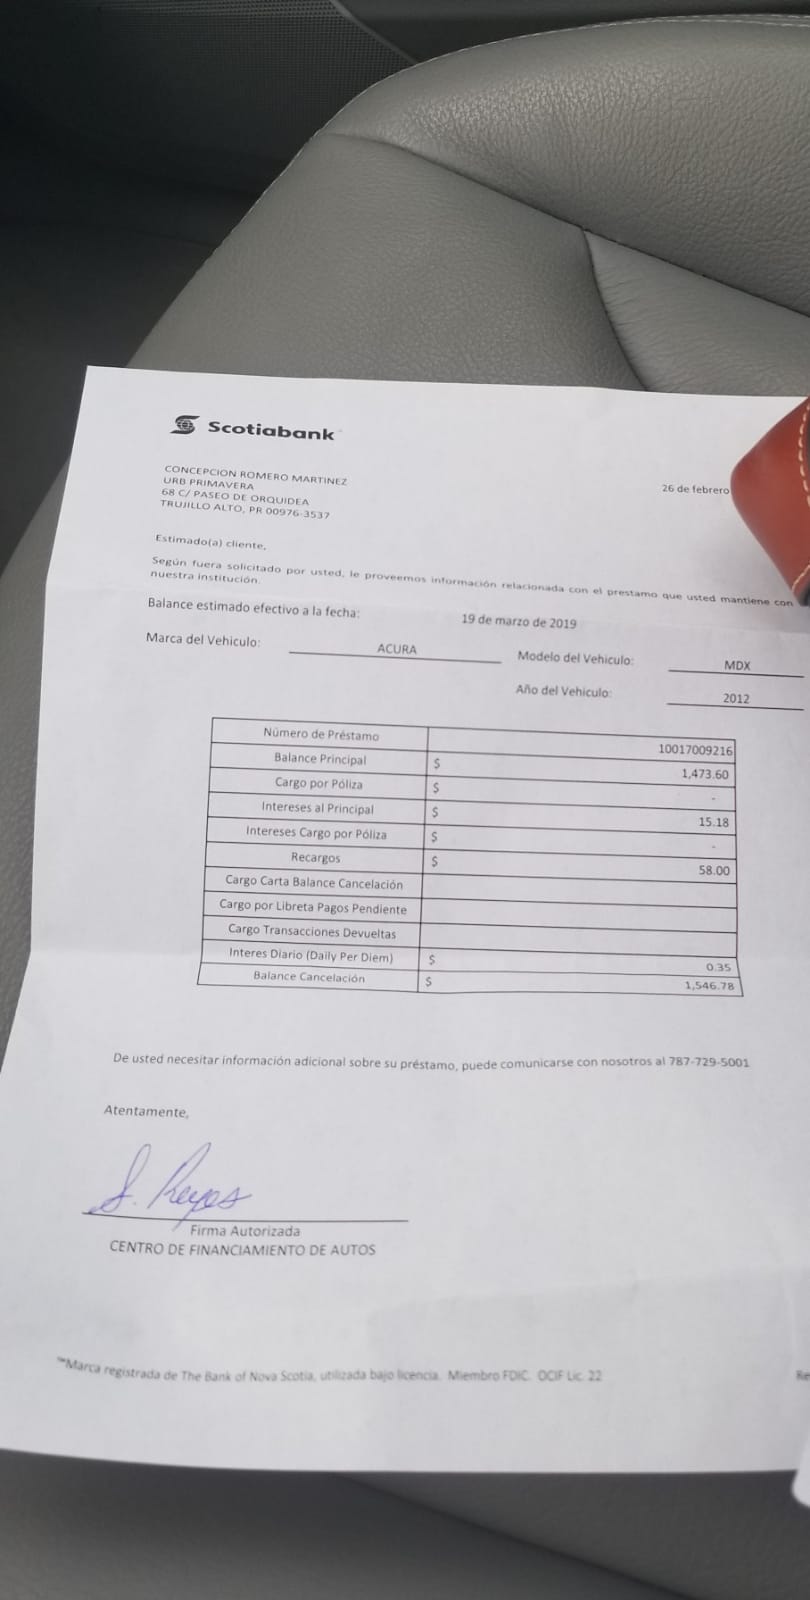 Scotiabank™
CONCEPCION ROMERO MARTINEZ
URB PRIMAVERA
68 C/ PASEO DE ORQUIDEA
TRUJILLO ALTO, PR 00976-3537
26 de febrero
Estimado(a) cliente,
Según fuera solicitado por usted, le proveemos información relacionada con el prestamo que usted mantiene con
nuestra institución.
Balance estimado efectivo a la fecha: 19 de marzo de 2019
Marca del Vehiculo: ACURA Modelo del Vehiculo: MDX
Año del Vehiculo: 2012
Número de Préstamo 10017009216
Balance Principal $ 1,473.60
Cargo por Póliza $ -
Intereses al Principal $ 15.18
Intereses Cargo por Póliza $ -
Recargos $ 58.00
Cargo Carta Balance Cancelación
Cargo por Libreta Pagos Pendiente
Cargo Transacciones Devueltas
Interes Diario (Daily Per Diem) $ 0.35
Balance Cancelación $ 1,546.78
De usted necesitar información adicional sobre su préstamo, puede comunicarse con nosotros al 787-729-5001
Atentamente,
S. Reyes
Firma Autorizada
CENTRO DE FINANCIAMIENTO DE AUTOS
™Marca registrada de The Bank of Nova Scotia, utilizada bajo licencia. Miembro FDIC. OCIF Lic. 22